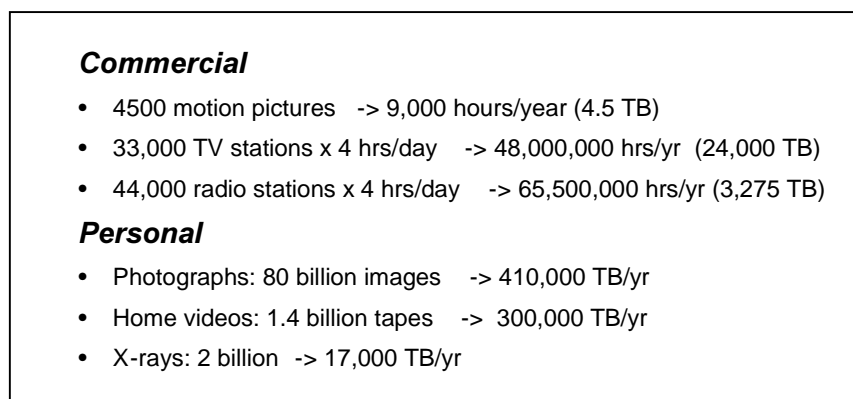 Commercial
• 4500 motion pictures -> 9,000 hours/year (4.5 TB)
• 33,000 TV stations x 4 hrs/day -> 48,000,000 hrs/yr (24,000 TB)
• 44,000 radio stations x 4 hrs/day -> 65,500,000 hrs/yr (3,275 TB)
Personal
• Photographs: 80 billion images -> 410,000 TB/yr
• Home videos: 1.4 billion tapes -> 300,000 TB/yr
• X-rays: 2 billion -> 17,000 TB/yr